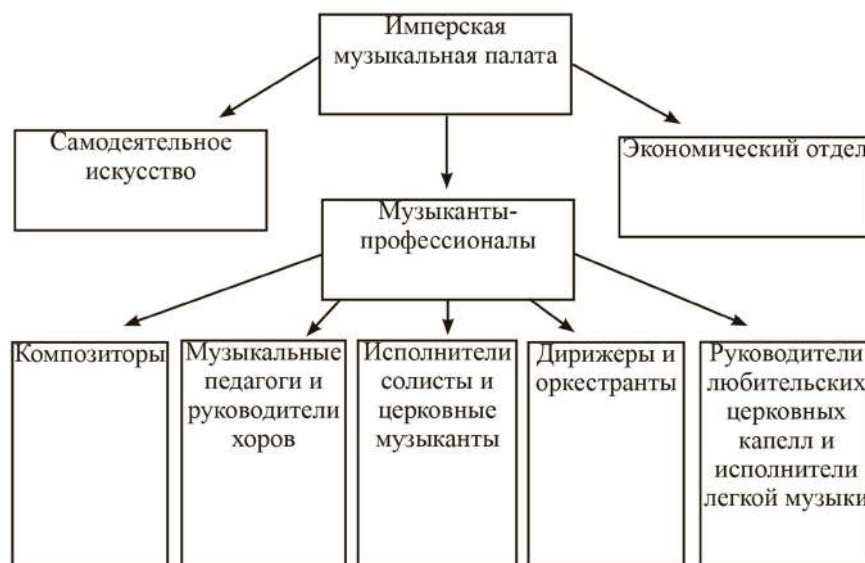 Имперская
музыкальная палата
Самодеятельное
искусство
Экономический отдел
Музыканты-
профессионалы
Композиторы
Музыкальные
педагоги и
руководители
хоров
Исполнители
солисты и
церковные
музыканты
Дирижеры и
оркестранты
Руководители
любительских
церковных
капелл и
исполнители
легкой музыки